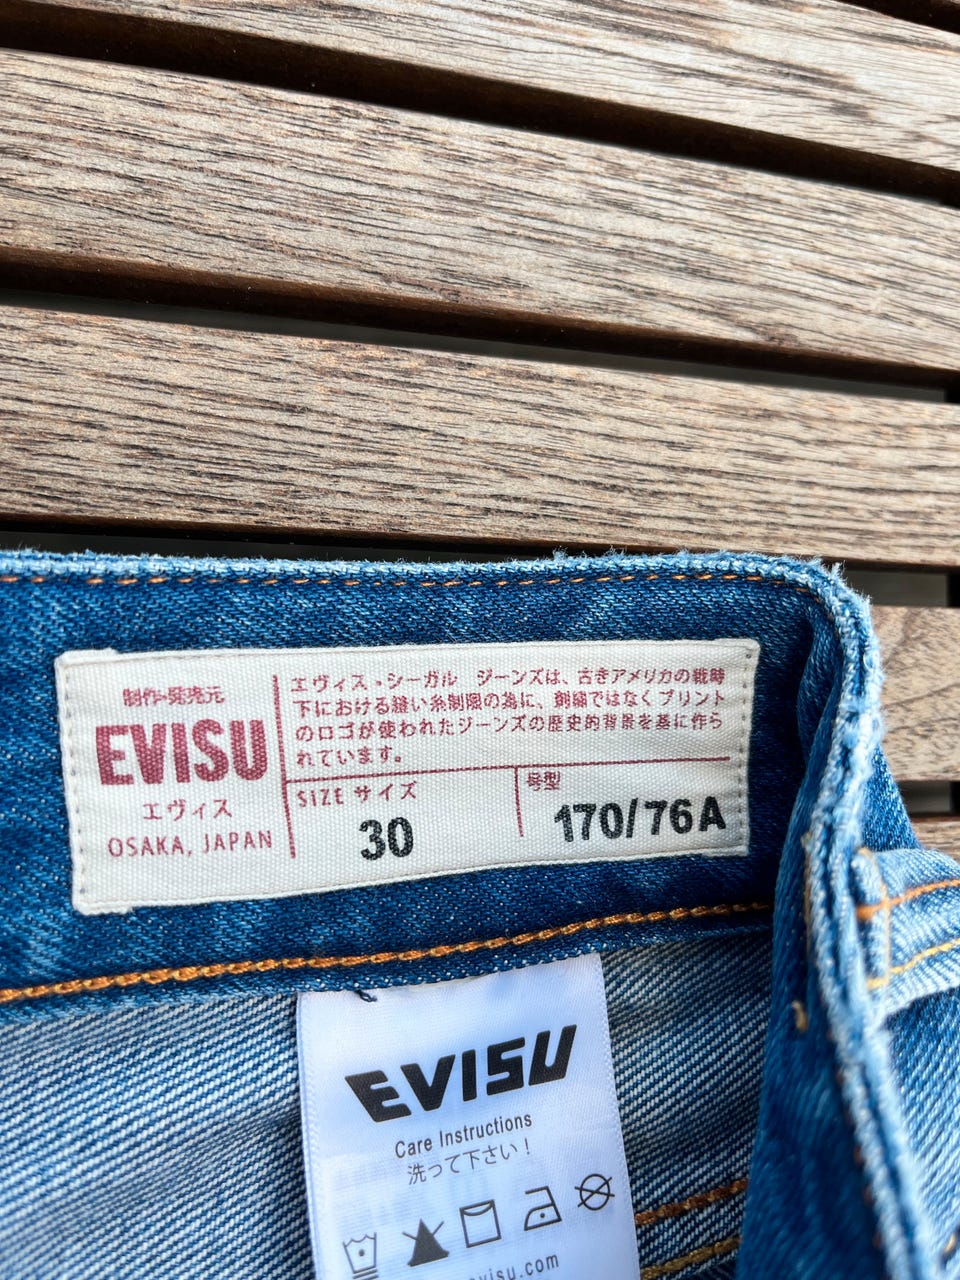 制作・発売元
EVISU
エヴィス
OSAKA, JAPAN
エヴィス・シーガル ジーンズは、古きアメリカの戦時
下における縫い糸制限の為に、刺繍ではなくプリント
のロゴが使われたジーンズの歴史的背景を基に作ら
れています。
SIZE サイズ
30
号型
170/76A
EVISU
Care Instructions
洗って下さい!